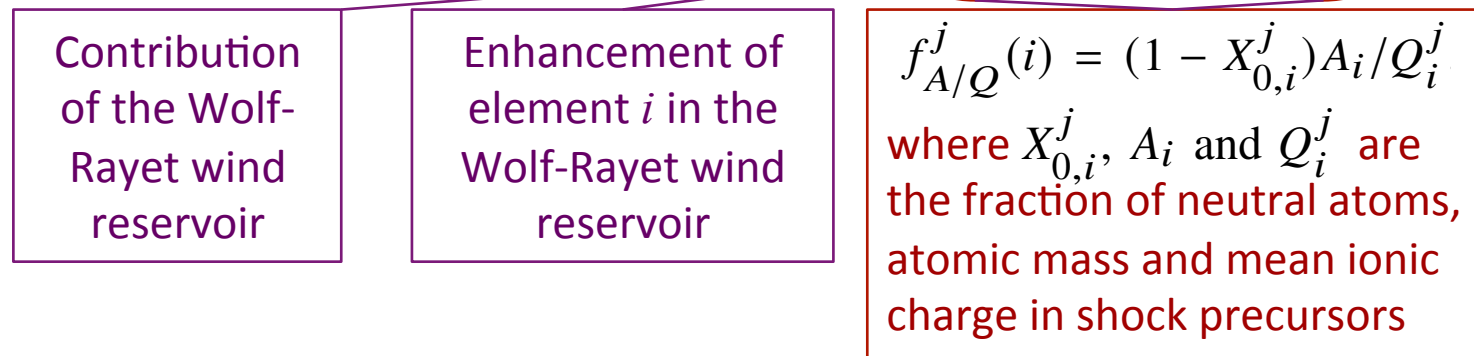 Contribution
of the Wolf-
Rayet wind
reservoir
Enhancement of
element i in the
Wolf-Rayet wind
reservoir
f^j_{A/Q}(i) = (1 − X^j_{0,i})A_i/Q^j_i
where X^j_{0,i}, A_i and Q^j_i are
the fraction of neutral atoms,
atomic mass and mean ionic
charge in shock precursors